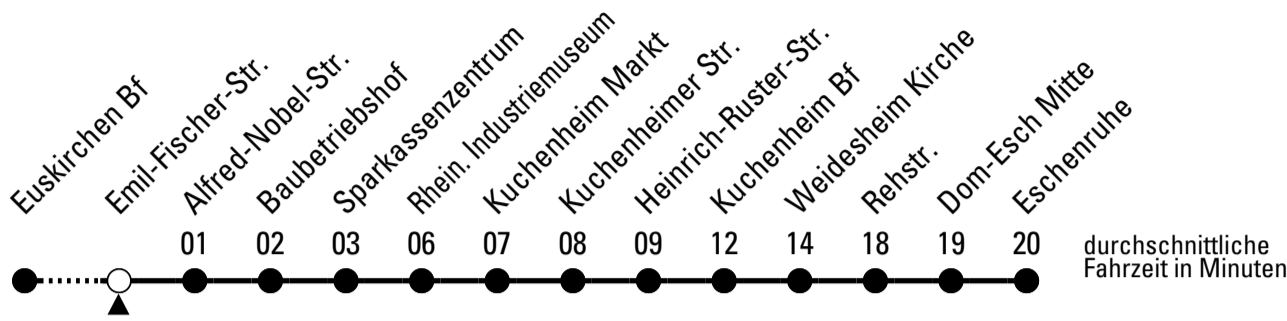 Euskirchen Bf
Emil-Fischer-Str.
Alfred-Nobel-Str.
Baubetriebshof
Sparkassenzentrum
Rhein. Industriemuseum
Kuchenheim Markt
Kuchenheimer Str.
Heinrich-Ruster-Str.
Kuchenheim Bf
Weidesheim Kirche
Rehstr.
Dom-Esch Mitte
Eschenruhe
01 02 03 06 07 08 09 12 14 18 19 20
durchschnittliche
Fahrzeit in Minuten